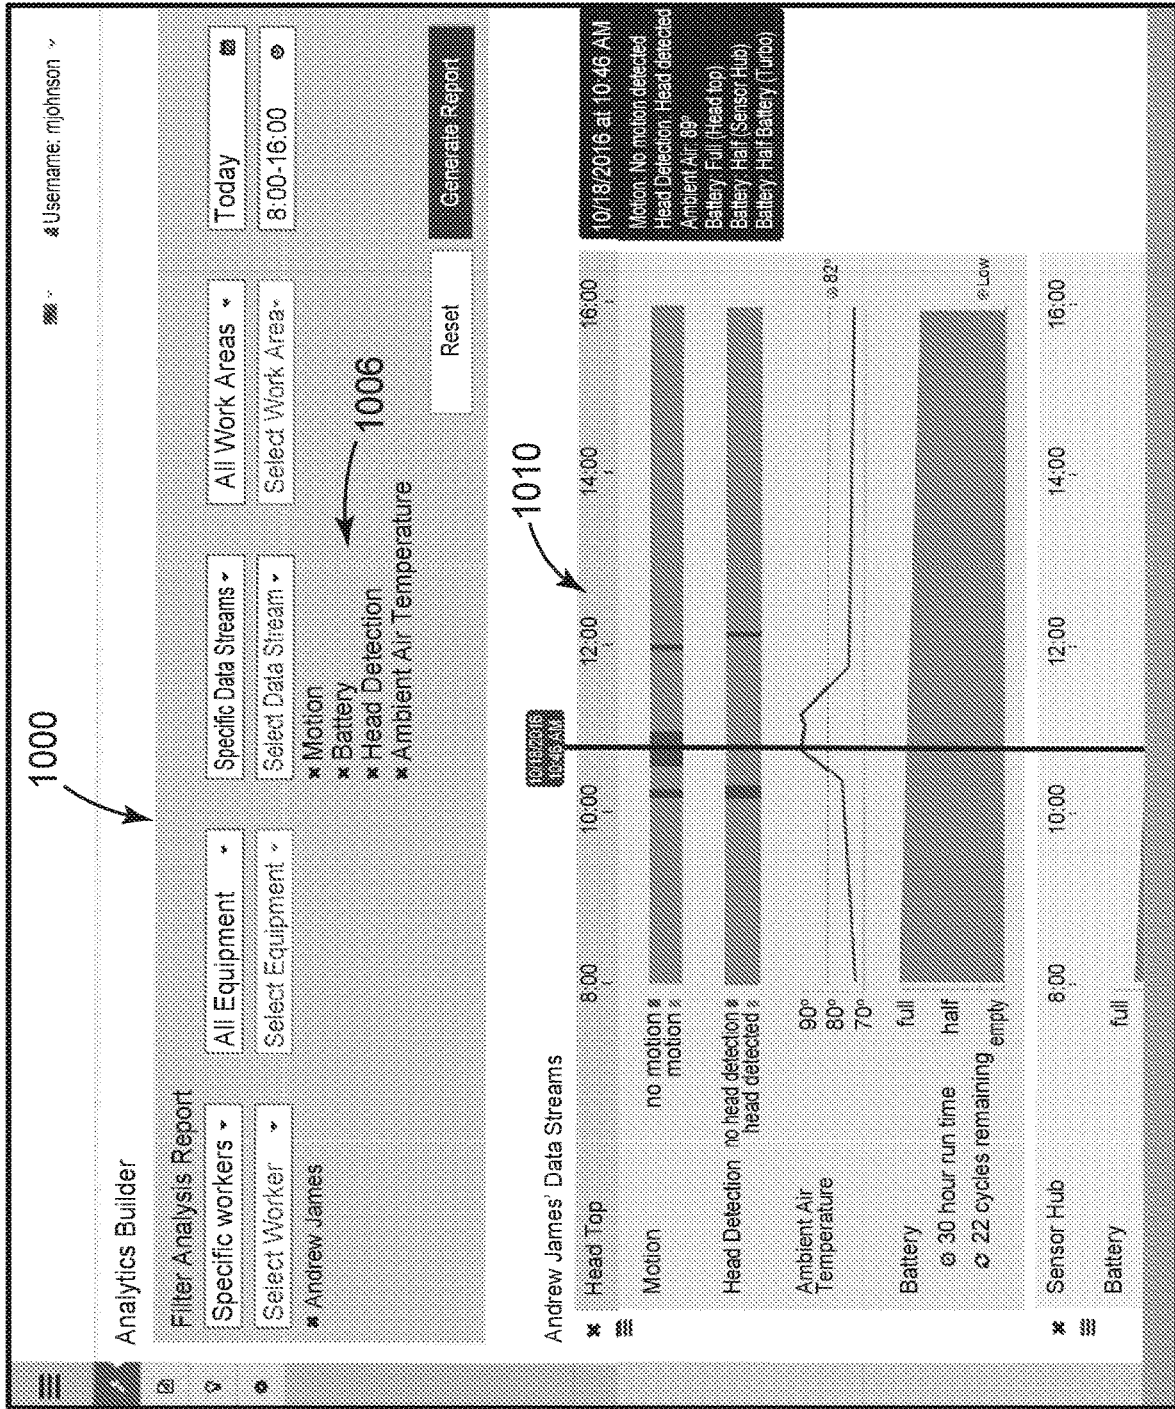 1000
Username: mjohnson
Analytics Builder
Filter Analysis Report
Specific workers
All Equipment
Specific Data Streams
All Work Areas
Today
Select Worker
Select Equipment
Select Data Stream
Select Work Area
8:00-16:00
Andrew James
Motion
Battery
Head Detection
Ambient Air Temperature
1006
Reset
Generate Report
1010
Andrew James' Data Streams
10/18/2016 at 10:46 AM
Motion: No motion detected
Head Detection Head detected
Ambient Air: 89º
Battery: Full (Head top)
Battery: Half (Sensor Hub)
Battery: Half Battery (Turbo)
Head Top
8:00
10:00
12:00
14:00
16:00
Motion
no motion
motion
Head Detection
no head detection
head detected
Ambient Air
Temperature
90º
80º
70º
82º
Battery
full
half
empty
Low
30 hour run time
22 cycles remaining
Sensor Hub
8:00
10:00
12:00
14:00
16:00
Battery
full